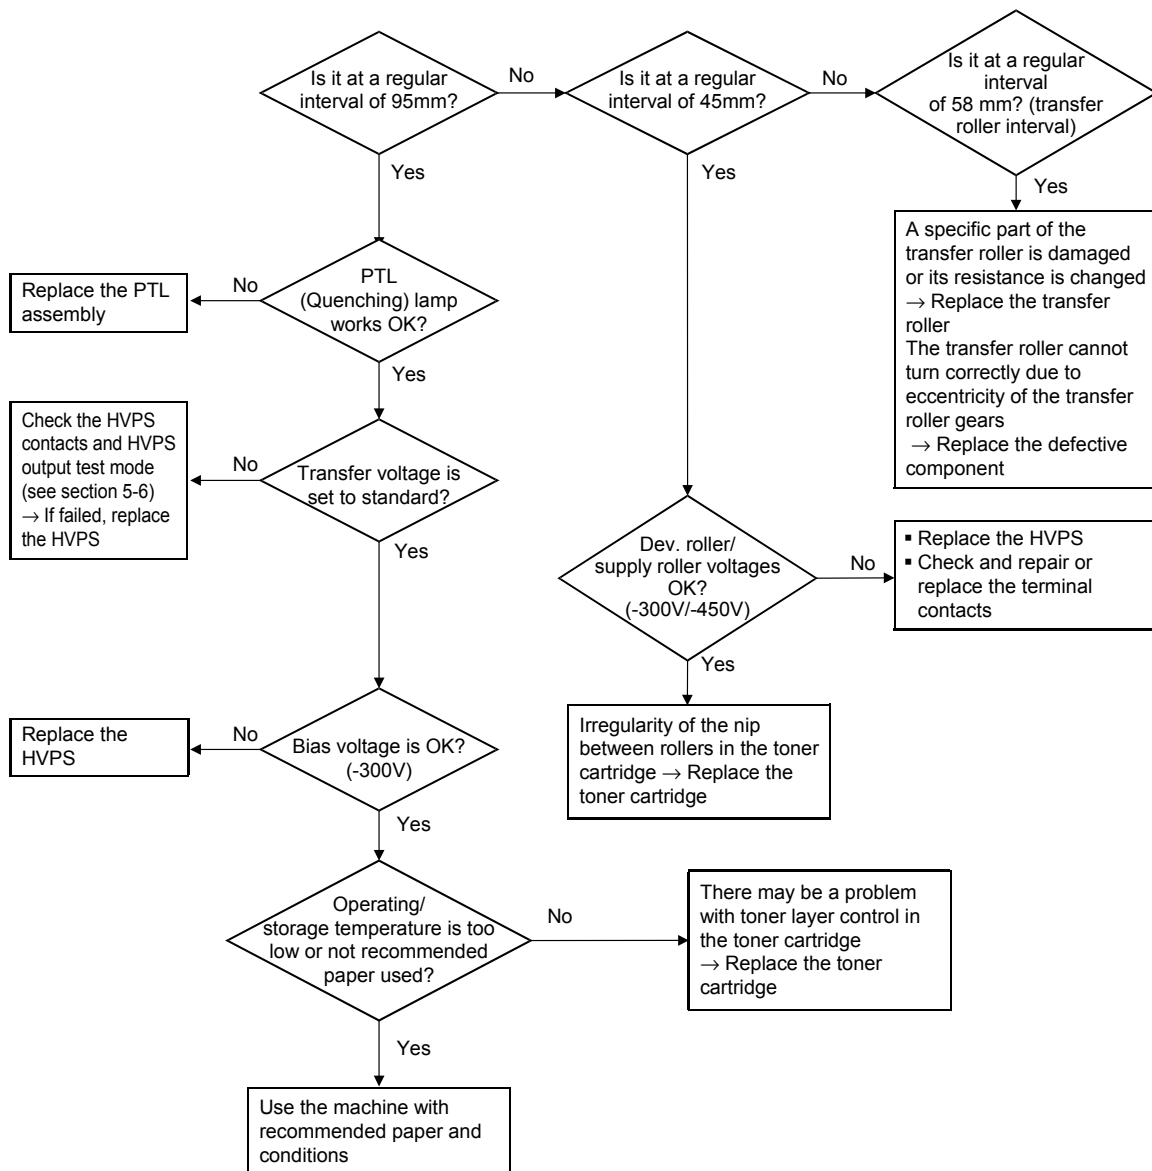 Is it at a regular
interval of 95mm?
No
Is it at a regular
interval of 45mm?
No
Is it at a regular
interval
of 58 mm? (transfer
roller interval)
Yes
Yes
Yes
A specific part of the
transfer roller is damaged
or its resistance is changed
→ Replace the transfer
roller
The transfer roller cannot
turn correctly due to
eccentricity of the transfer
roller gears
→ Replace the defective
component
Replace the PTL
assembly
No
PTL
(Quenching) lamp
works OK?
Yes
Check the HVPS
contacts and HVPS
output test mode
(see section 5-6)
→ If failed, replace
the HVPS
No
Transfer voltage is
set to standard?
Yes
Dev. roller/
supply roller voltages
OK?
(-300V/-450V)
No
▪ Replace the HVPS
▪ Check and repair or
replace the terminal
contacts
Yes
Replace the
HVPS
No
Bias voltage is OK?
(-300V)
Irregularity of the nip
between rollers in the toner
cartridge → Replace the
toner cartridge
Yes
Operating/
storage temperature is too
low or not recommended
paper used?
No
There may be a problem
with toner layer control in
the toner cartridge
→ Replace the toner
cartridge
Yes
Use the machine with
recommended paper and
conditions